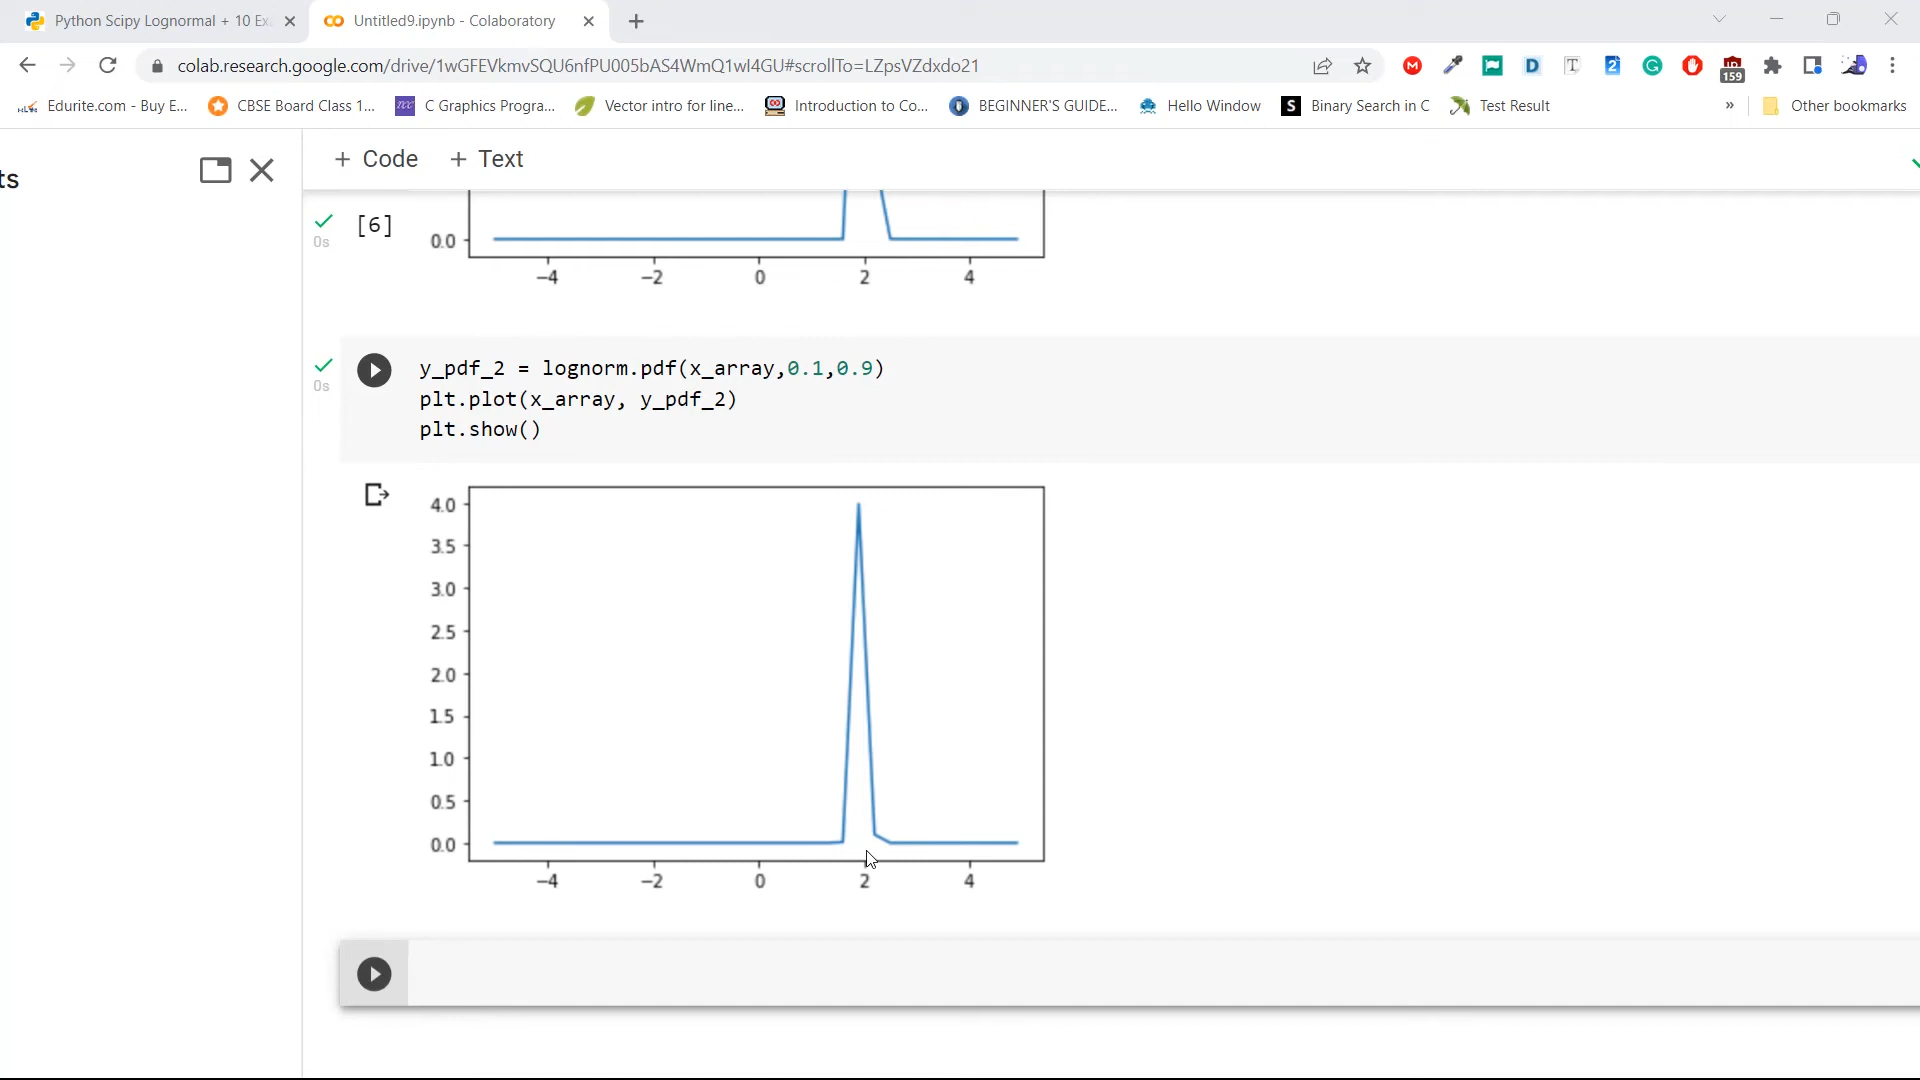 Python Scipy Lognormal + 10 Ex
Untitled9.ipynb - Colaboratory
colab.research.google.com/drive/1wGFEVkmvSQU6nfPU005bAS4WmQ1wI4GU#scrollTo=LZpsVZdxdo21
159
Edurite.com - Buy E...
CBSE Board Class 1...
C Graphics Progra...
Vector intro for line...
Introduction to Co...
BEGINNER'S GUIDE...
Hello Window
Binary Search in C
Test Result
»
Other bookmarks
ts
+ Code + Text
0s
[6]
0.0
−4 −2 0 2 4
0s
y_pdf_2 = lognorm.pdf(x_array,0.1,0.9)
plt.plot(x_array, y_pdf_2)
plt.show()
4.0
3.5
3.0
2.5
2.0
1.5
1.0
0.5
0.0
−4 −2 0 2 4